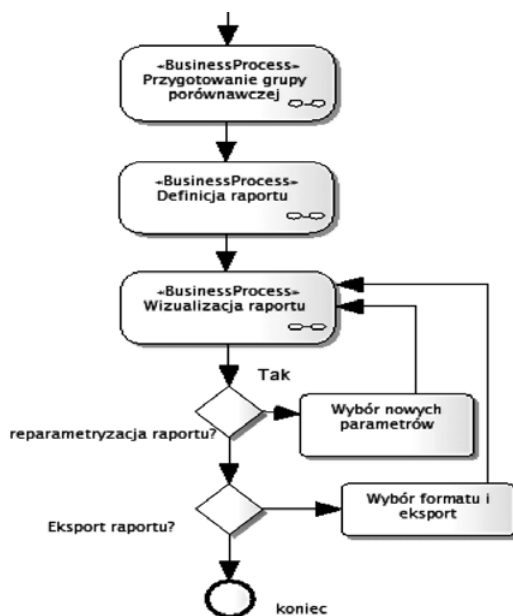 «BusinessProcess»
Przygotowanie grupy
porównawczej
«BusinessProcess»
Definicja raportu
«BusinessProcess»
Wizualizacja raportu
Tak
Wybór nowych
parametrów
reparametryzacja raportu?
Wybór formatu i
eksport
Eksport raportu?
koniec